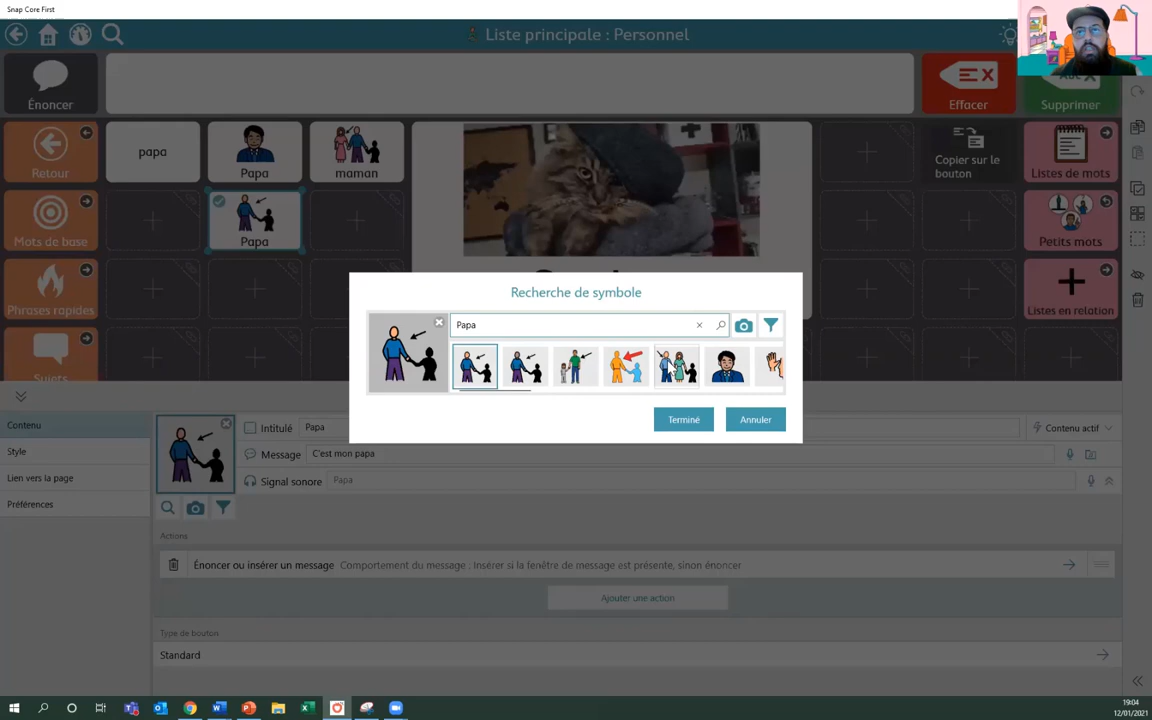 Snap Core First
Liste principale : Personnel
Énoncer
Effacer
Supprimer
Retour
papa
Papa
maman
Copier sur le bouton
Listes de mots
Mots de base
Papa
Petits mots
Phrases rapides
Listes en relation
Sujets
Recherche de symbole
Papa
Terminé
Annuler
Contenu
Style
Lien vers la page
Préférences
Intitulé
Papa
Contenu actif
Message
C'est mon papa
Signal sonore
Papa
Actions
Énoncer ou insérer un message
Comportement du message : Insérer si la fenêtre de message est présente, sinon énoncer
Ajouter une action
Type de bouton
Standard
19:04
12/01/2021